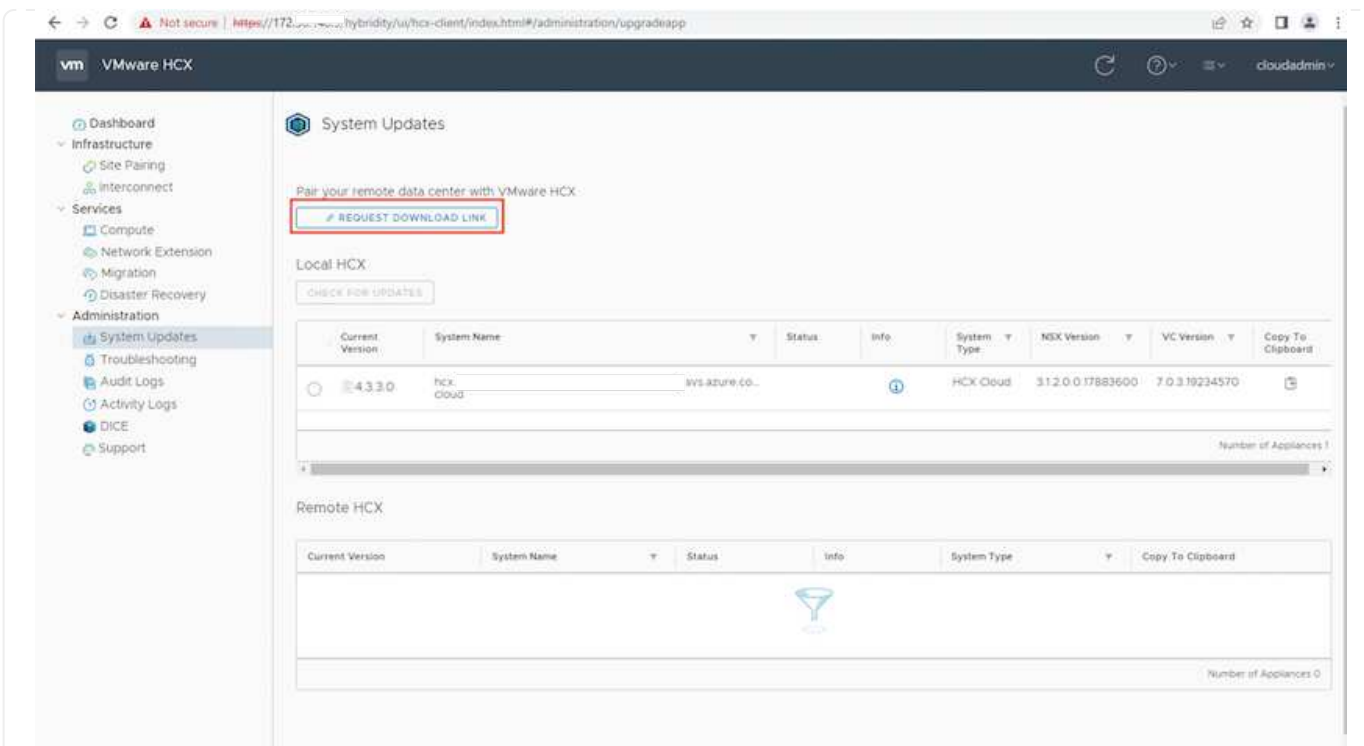 Not secure | https://172. hybridity/ui/hcx-client/index.html#/administration/upgradeapp
vm VMware HCX
cloudadmin
Dashboard
Infrastructure
Site Pairing
Interconnect
Services
Compute
Network Extension
Migration
Disaster Recovery
Administration
System Updates
Troubleshooting
Audit Logs
Activity Logs
DICE
Support
System Updates
Pair your remote data center with VMware HCX
REQUEST DOWNLOAD LINK
Local HCX
CHECK FOR UPDATES
Current Version System Name Status Info System Type NSX Version VC Version Copy To Clipboard
4.3.3.0 hcx cloud avs.azure.co... HCX Cloud 3.1.2.0.0.17883600 7.0.3.19234570
Number of Appliances 1
Remote HCX
Current Version System Name Status Info System Type Copy To Clipboard
Number of Appliances 0